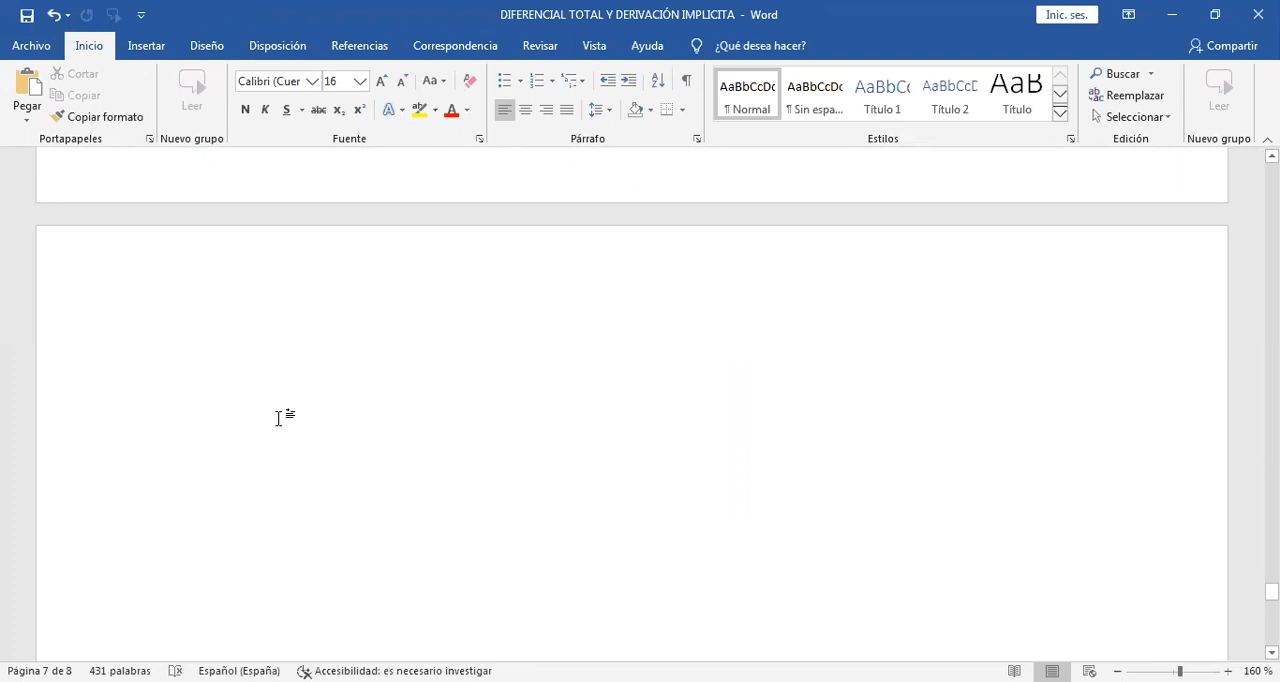 DIFERENCIAL TOTAL Y DERIVACIÓN IMPLICITA - Word
Inic. ses.
Archivo Inicio Insertar Diseño Disposición Referencias Correspondencia Revisar Vista Ayuda ¿Qué desea hacer? Compartir
Pegar
Cortar
Copiar
Copiar formato
Portapapeles
Leer
Nuevo grupo
Calibri (Cuer 16
Aa
N K S abc x₂ x² A A
Fuente
Párrafo
AaBbCcDc AaBbCcDc AaBbCc AaBbCcD AaB
¶ Normal ¶ Sin espa... Título 1 Título 2 Título
Estilos
Buscar
Reemplazar
Seleccionar
Edición
Leer
Nuevo grupo
Página 7 de 8 431 palabras Español (España) Accesibilidad: es necesario investigar 160 %